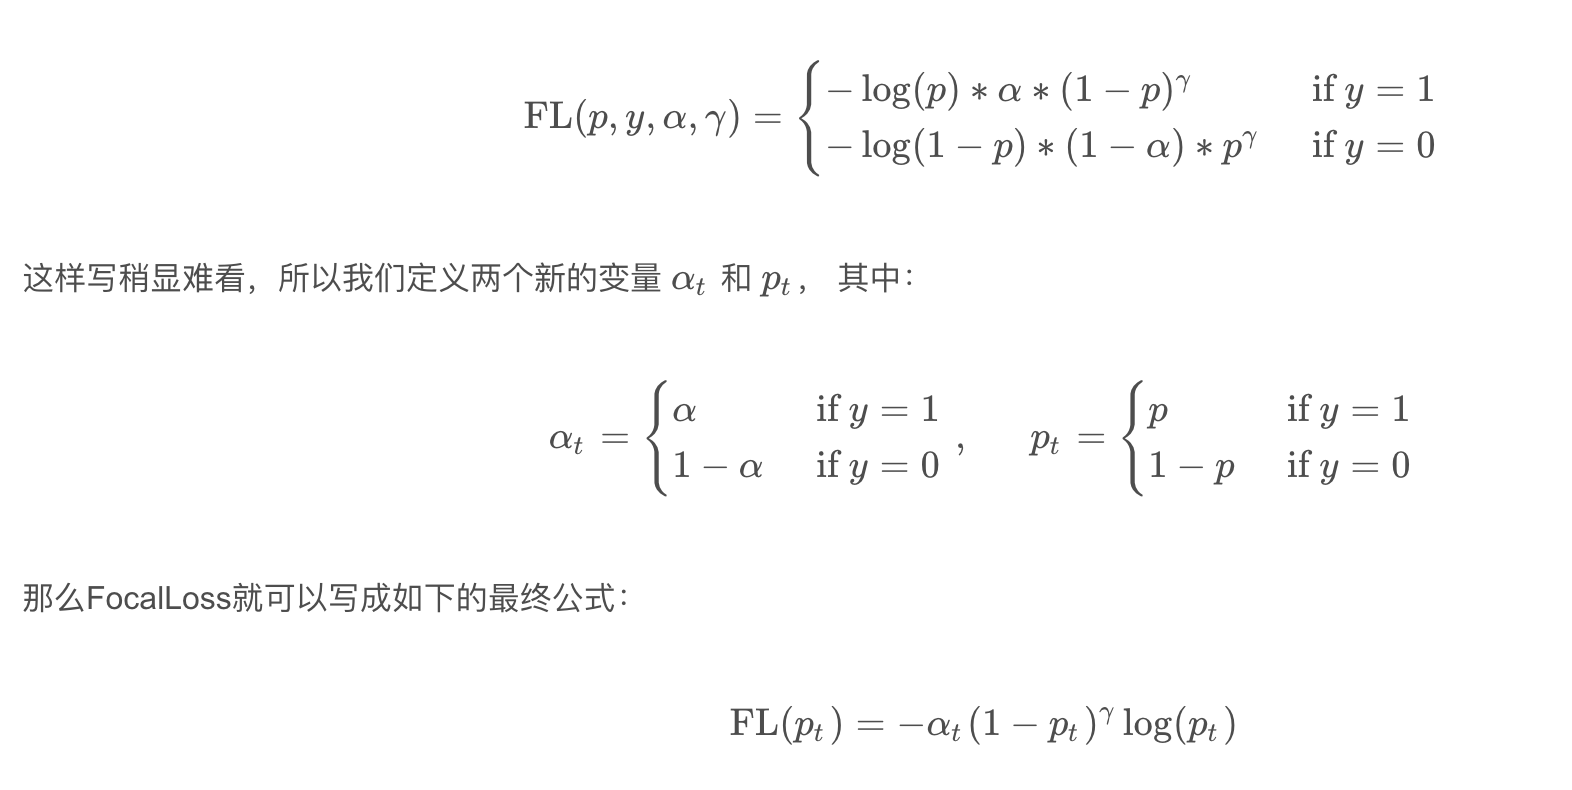 $$\mathrm{FL}(p, y, \alpha, \gamma) = \begin{cases} -\log(p) * \alpha * (1 - p)^{\gamma} & \text{if } y = 1 \\ -\log(1 - p) * (1 - \alpha) * p^{\gamma} & \text{if } y = 0 \end{cases}$$
这样写稍显难看，所以我们定义两个新的变量 $\alpha_t$ 和 $p_t$， 其中：
$$\alpha_t = \begin{cases} \alpha & \text{if } y = 1 \\ 1 - \alpha & \text{if } y = 0 \end{cases}, \quad p_t = \begin{cases} p & \text{if } y = 1 \\ 1 - p & \text{if } y = 0 \end{cases}$$
那么FocalLoss就可以写成如下的最终公式：
$$\mathrm{FL}(p_t) = -\alpha_t (1 - p_t)^{\gamma} \log(p_t)$$